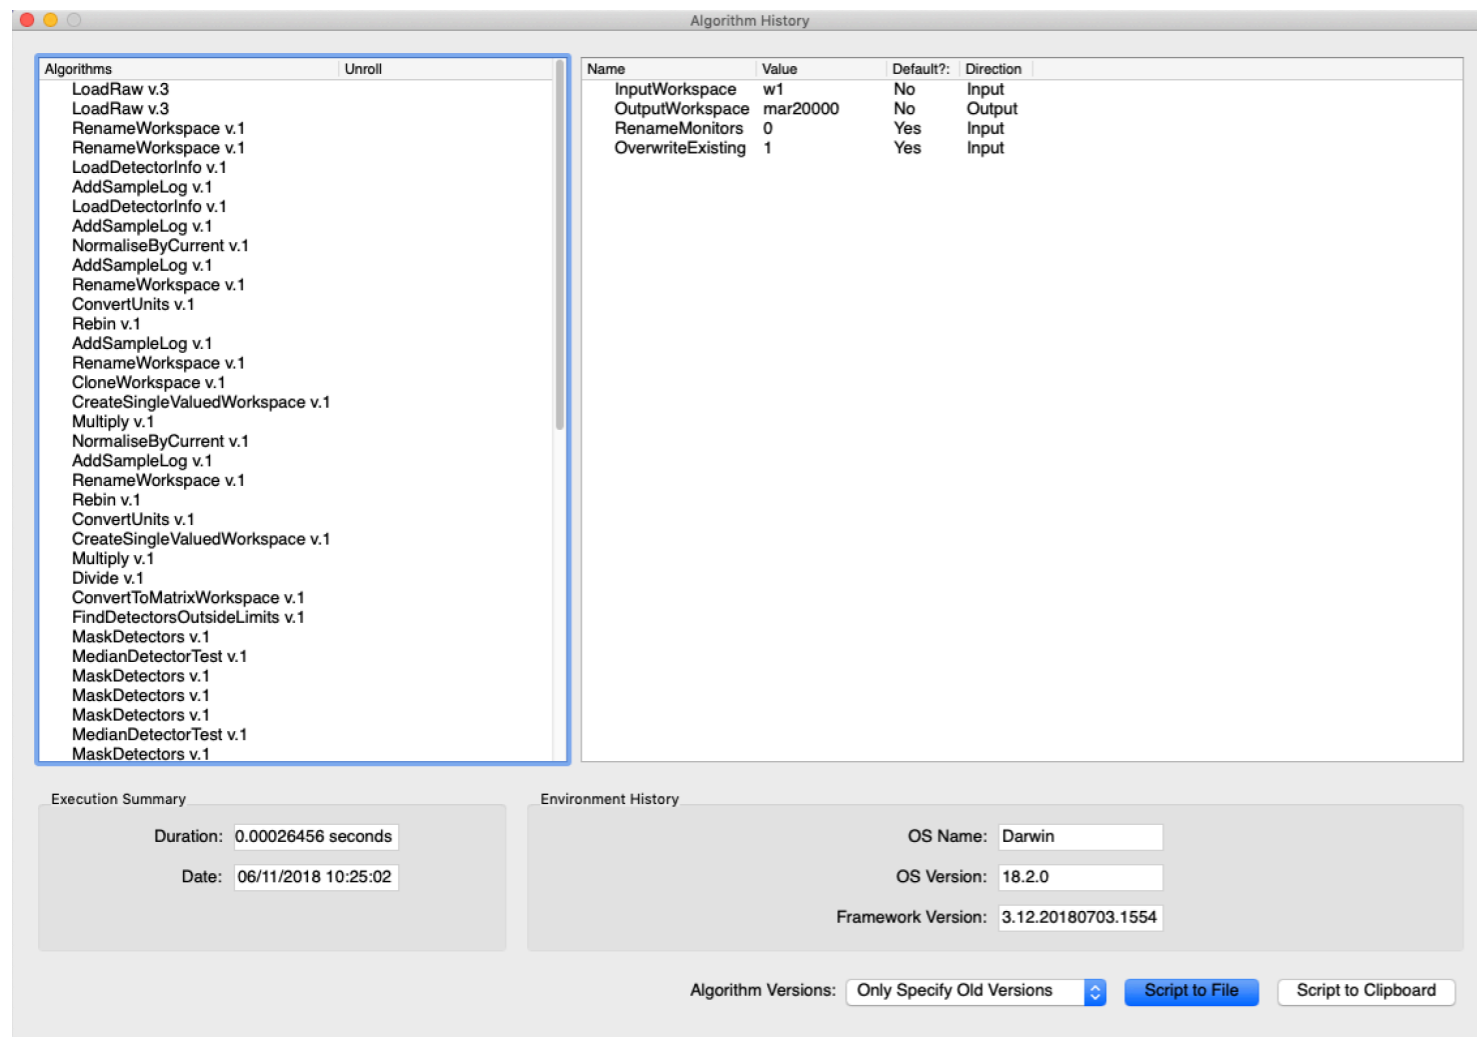 Algorithm History
Algorithms Unroll
LoadRaw v.3
LoadRaw v.3
RenameWorkspace v.1
RenameWorkspace v.1
LoadDetectorInfo v.1
AddSampleLog v.1
LoadDetectorInfo v.1
AddSampleLog v.1
NormaliseByCurrent v.1
AddSampleLog v.1
RenameWorkspace v.1
ConvertUnits v.1
Rebin v.1
AddSampleLog v.1
RenameWorkspace v.1
CloneWorkspace v.1
CreateSingleValuedWorkspace v.1
Multiply v.1
NormaliseByCurrent v.1
AddSampleLog v.1
RenameWorkspace v.1
Rebin v.1
ConvertUnits v.1
CreateSingleValuedWorkspace v.1
Multiply v.1
Divide v.1
ConvertToMatrixWorkspace v.1
FindDetectorsOutsideLimits v.1
MaskDetectors v.1
MedianDetectorTest v.1
MaskDetectors v.1
MaskDetectors v.1
MaskDetectors v.1
MedianDetectorTest v.1
MaskDetectors v.1
Name Value Default?: Direction
InputWorkspace w1 No Input
OutputWorkspace mar20000 No Output
RenameMonitors 0 Yes Input
OverwriteExisting 1 Yes Input
Execution Summary
Duration: 0.00026456 seconds
Date: 06/11/2018 10:25:02
Environment History
OS Name: Darwin
OS Version: 18.2.0
Framework Version: 3.12.20180703.1554
Algorithm Versions: Only Specify Old Versions Script to File Script to Clipboard